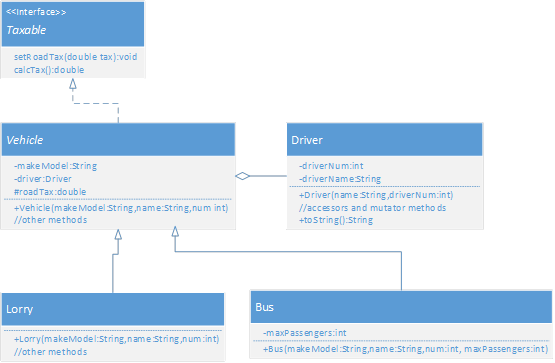 <<Interface>>
Taxable
setRoadTax(double tax):void
calcTax():double
Vehicle
-makeModel:String
-driver:Driver
#roadTax:double
+Vehicle(makeModel:String,name:String,num int)
//other methods
Driver
-driverNum:int
-driverName:String
+Driver(name:String,driverNum:int)
//accessors and mutator methods
+toString():String
Lorry
+Lorry(makeModel:String,name:String,num:int)
//other methods
Bus
-maxPassengers:int
+Bus(makeModel:String,name:String,num:int, maxPassengers:int)